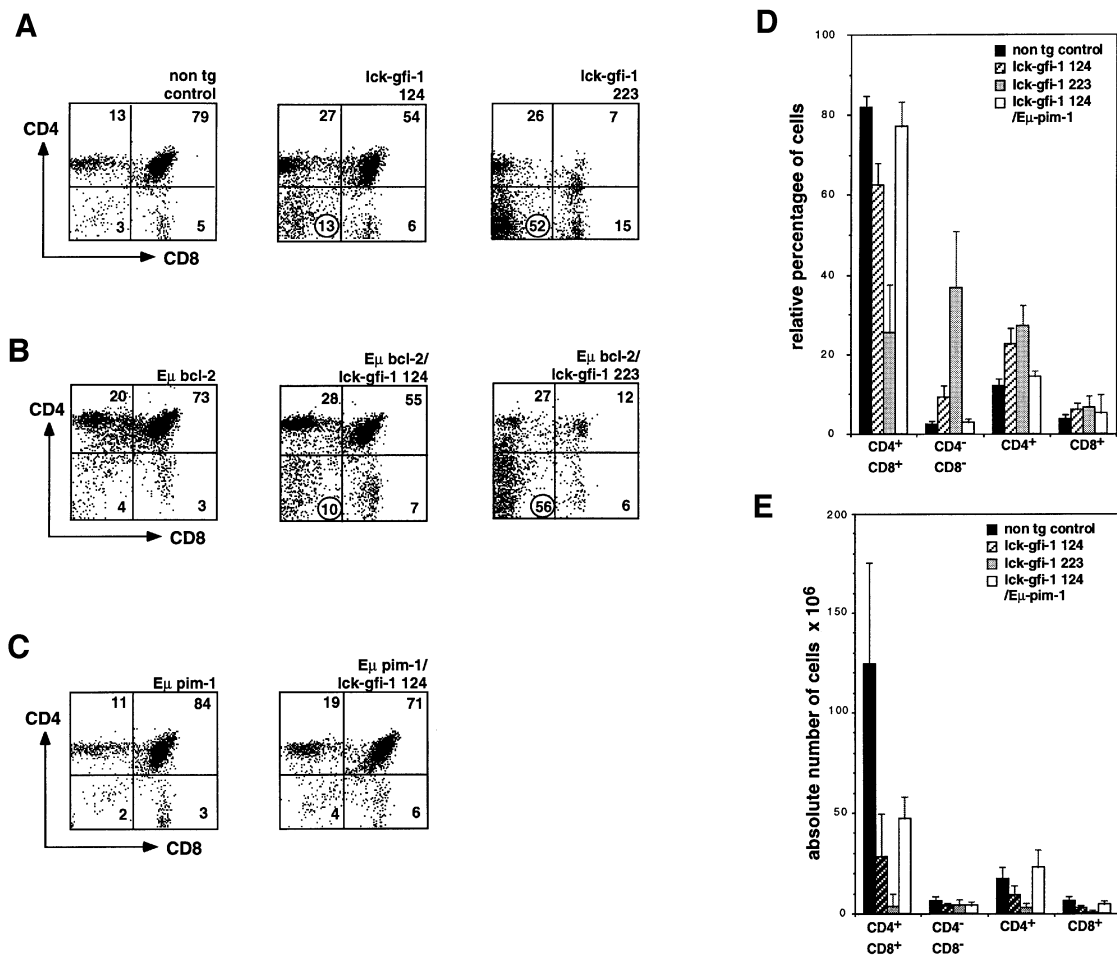 A
non tg
control
lck-gfi-1
124
lck-gfi-1
223
CD4
13
79
27
54
26
7
3
5
13
6
52
15
CD8
B
Eμ bcl-2
Eμ bcl-2/
lck-gfi-1 124
Eμ bcl-2/
lck-gfi-1 223
CD4
20
73
28
55
27
12
4
3
10
7
56
6
CD8
C
Eμ pim-1
Eμ pim-1/
lck-gfi-1 124
CD4
11
84
19
71
2
3
4
6
CD8
D
relative percentagee of cells
100
80
60
40
20
0
non tg control
lck-gfi-1 124
lck-gfi-1 223
lck-gfi-1 124
/Eμ-pim-1
CD4+
CD8+
CD4-
CD8-
CD4+
CD8+
E
absolute number of cells x 10⁶
200
150
100
50
0
non tg control
lck-gfi-1 124
lck-gfi-1 223
lck-gfi-1 124
/Eμ-pim-1
CD4+
CD8+
CD4-
CD8-
CD4+
CD8+